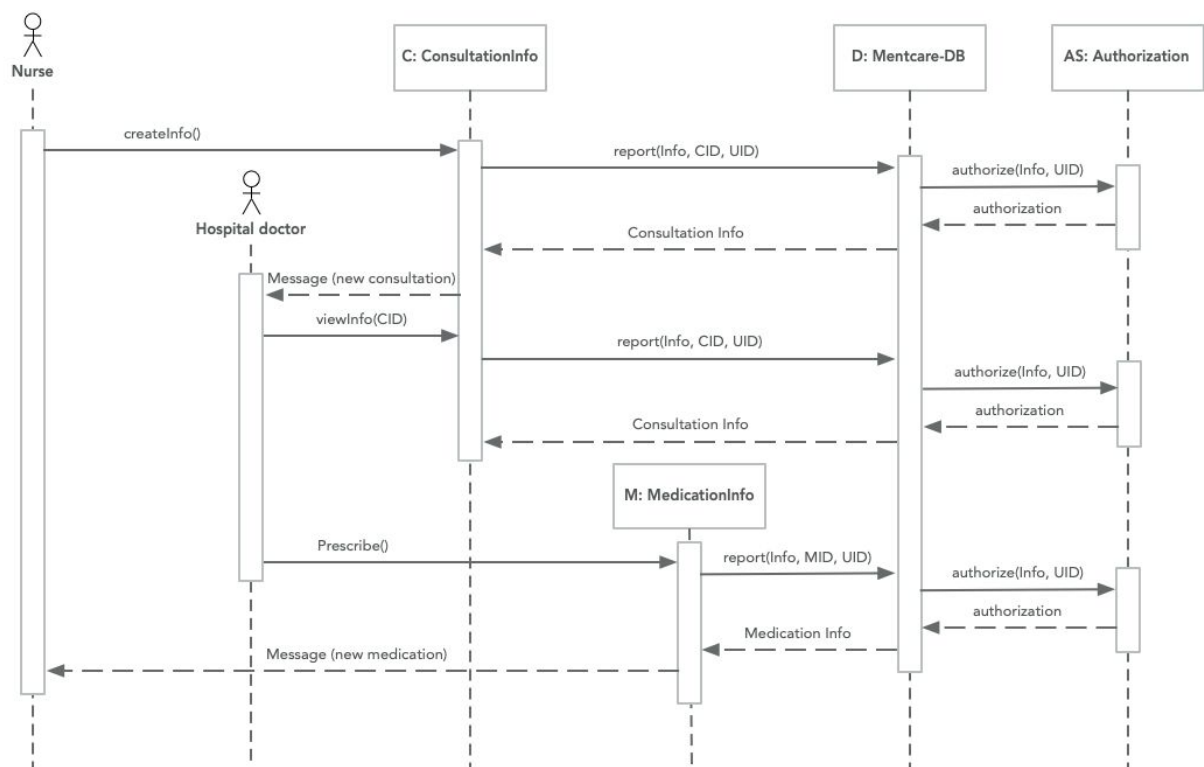 C: ConsultationInfo
D: Mentcare-DB
AS: Authorization
Nurse
createInfo()
report(Info, CID, UID)
authorize(Info, UID)
authorization
Hospital doctor
Consultation Info
Message (new consultation)
viewInfo(CID)
report(Info, CID, UID)
authorize(Info, UID)
authorization
Consultation Info
M: MedicationInfo
Prescribe()
report(Info, MID, UID)
authorize(Info, UID)
authorization
Medication Info
Message (new medication)